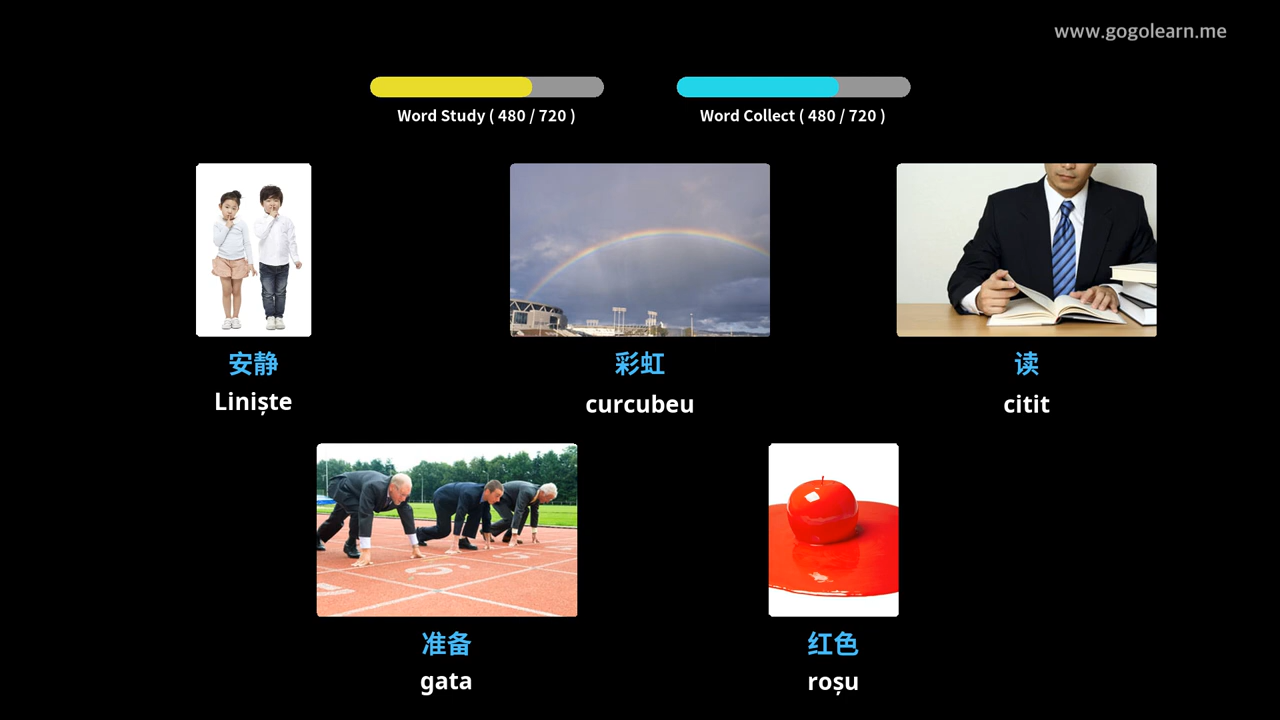 www.gogolearn.me
Word Study ( 480 / 720 )
Word Collect ( 480 / 720 )
安静
Liniște
彩虹
curcubeu
读
citit
准备
gata
红色
roșu